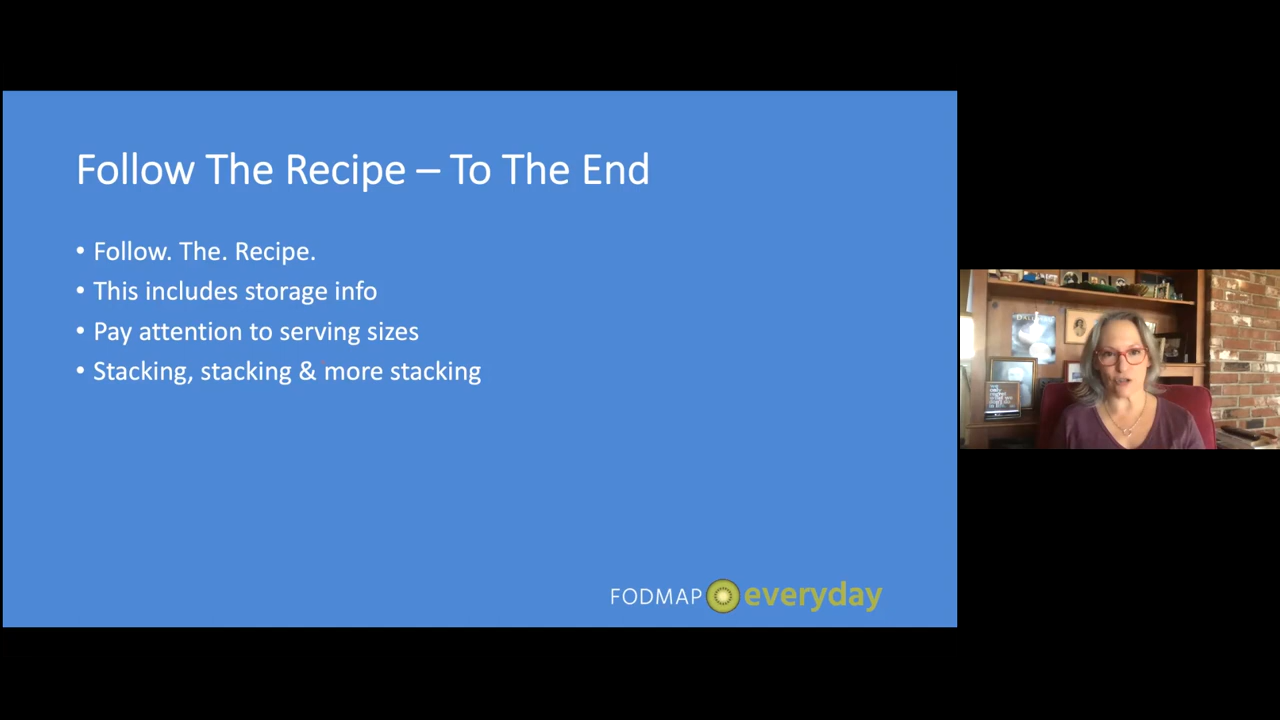 Follow The Recipe – To The End
• Follow. The. Recipe.
• This includes storage info
• Pay attention to serving sizes
• Stacking, stacking & more stacking
FODMAP everyday